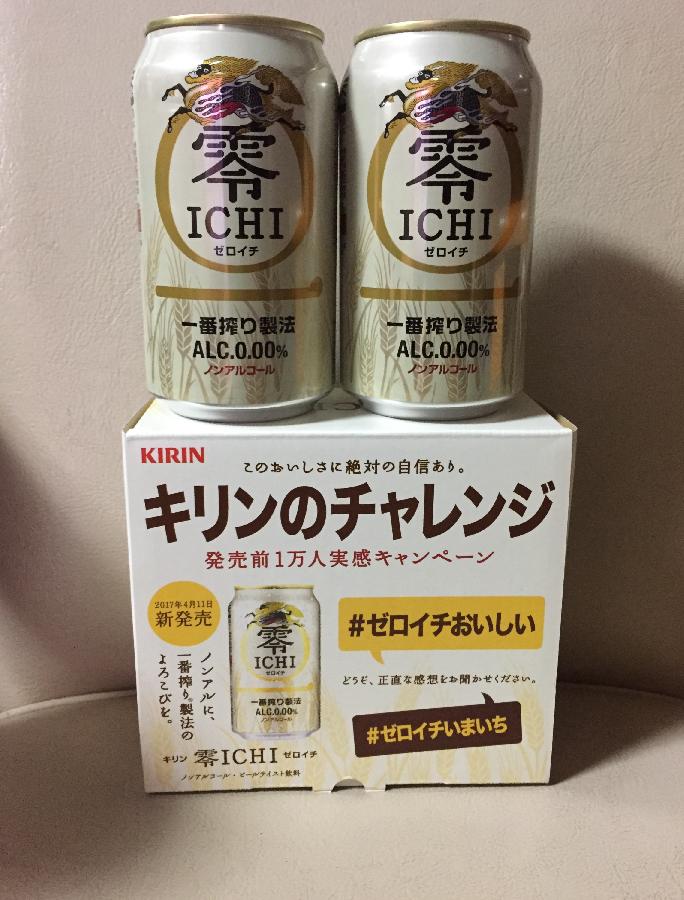 零
ICHI
ゼロイチ
一番搾り製法
ALC.0.00%
ノンアルコール
零
ICHI
ゼロイチ
一番搾り製法
ALC.0.00%
ノンアルコール
KIRIN
このおいしさに絶対の自信あり。
キリンのチャレンジ
発売前1万人実感キャンペーン
2017年4月11日
新発売
ノンアルに、
一番搾り®製法の
よろこびを。
零
ICHI
ゼロイチ
一番搾り製法
ALC.0.00%
ノンアルコール
#ゼロイチおいしい
どうぞ、正直な感想をお聞かせください。
#ゼロイチいまいち
キリン 零ICHI ゼロイチ
ノンアルコール・ビールテイスト飲料